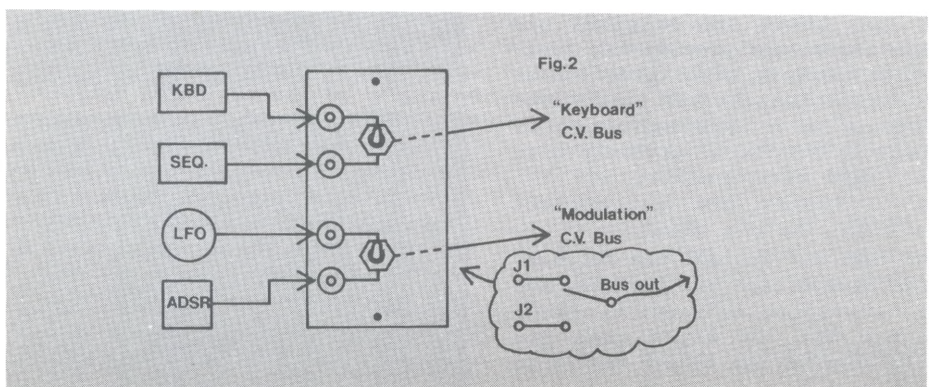 Fig.2
KBD
"Keyboard"
C.V. Bus
SEQ.
LFO
"Modulation"
C.V. Bus
ADSR
J1
Bus out
J2